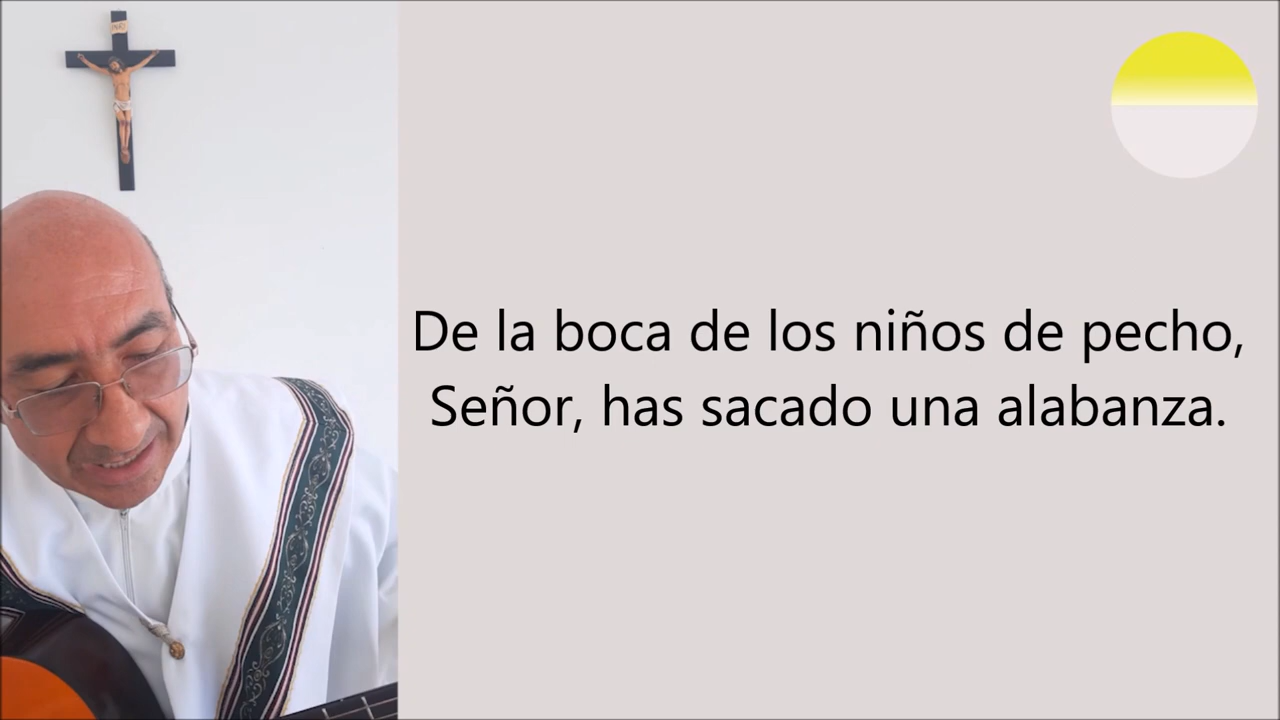 De la boca de los niños de pecho,
Señor, has sacado una alabanza.